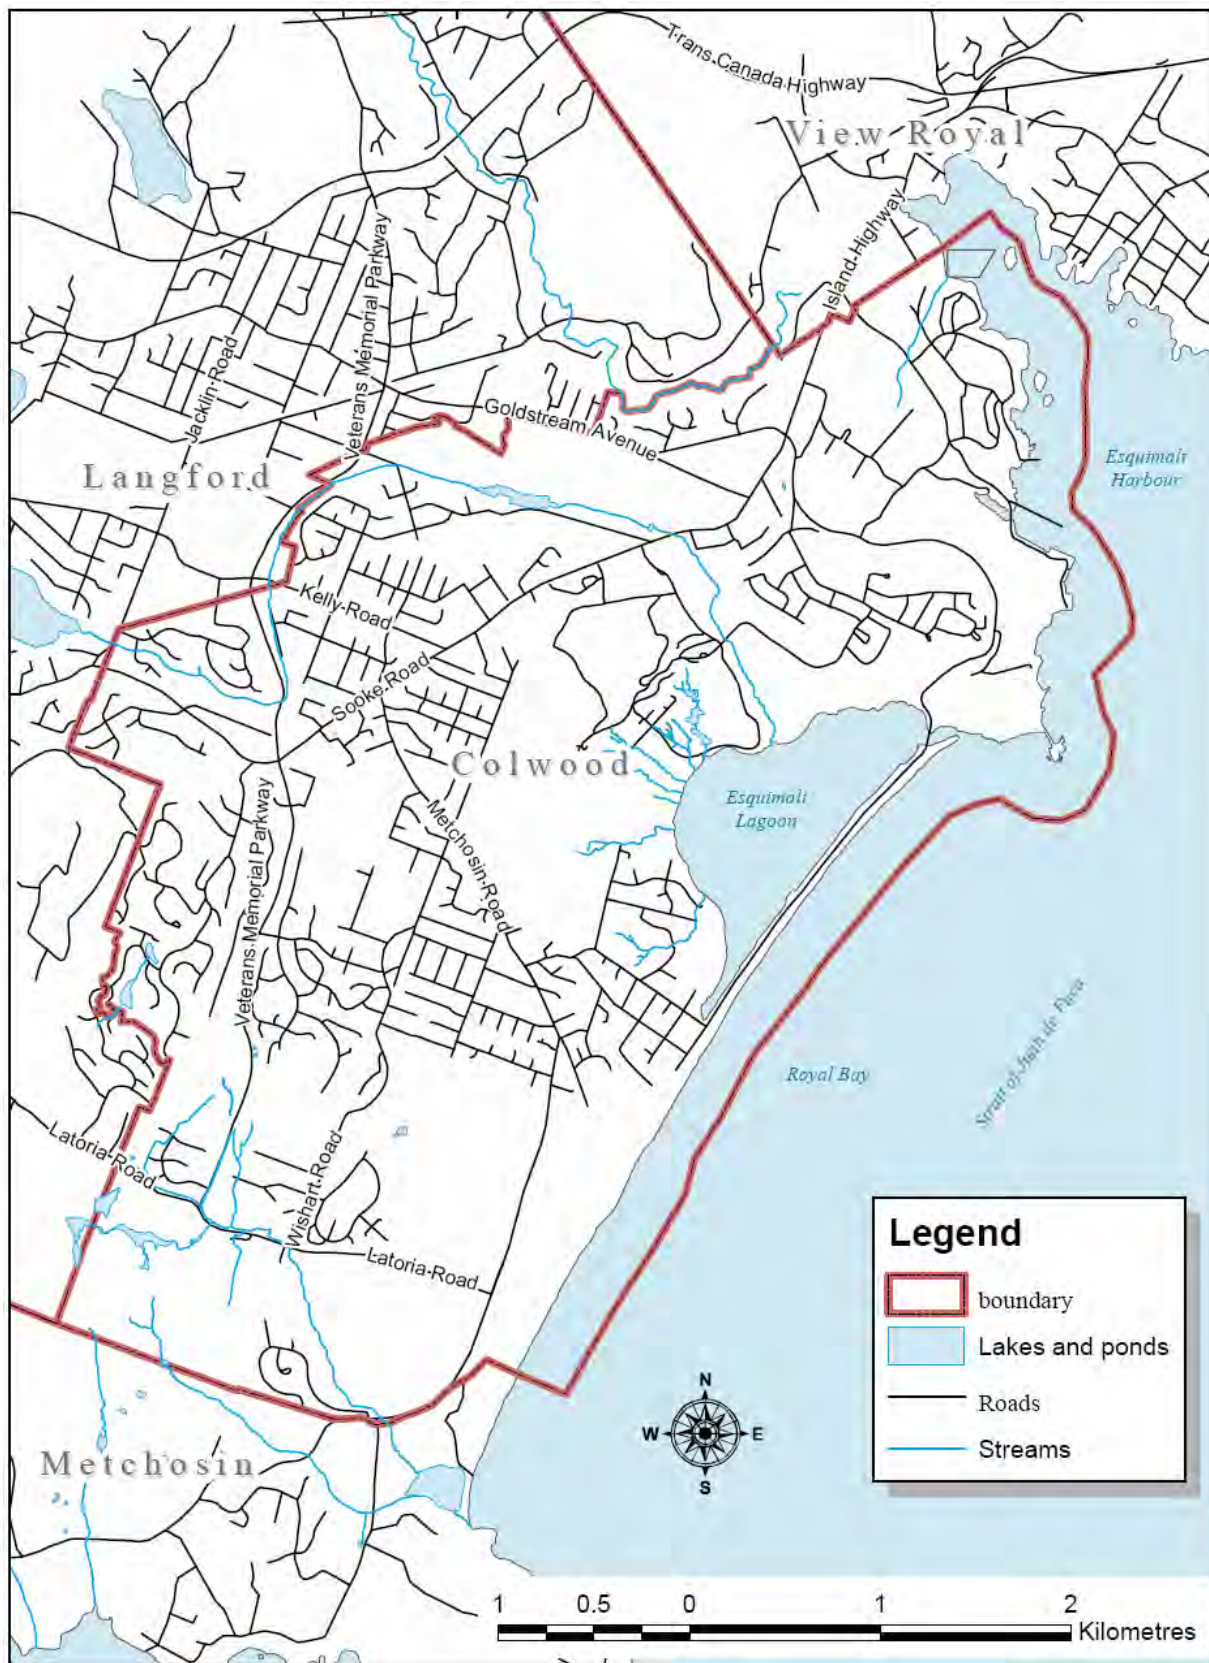 Trans Canada Highway
View Royal
Island Highway
Veterans Memorial Parkway
Jacklin Road
Goldstream Avenue
Esquimalt
Harbour
Langford
Kelly Road
Sooke Road
Colwood
Esquimalt
Lagoon
Metchosin Road
Veterans Memorial Parkway
Strait of Juan de Fuca
Royal Bay
Latoria Road
Wishart Road
Latoria Road
Legend
boundary
Lakes and ponds
Roads
Streams
N
W E
S
Metchosin
1 0.5 0 1 2
Kilometres